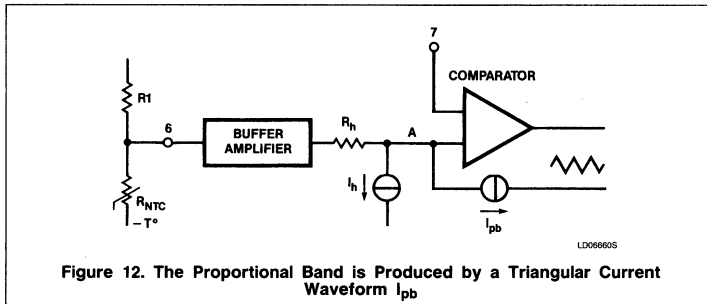 7
COMPARATOR
R1
6
BUFFER
AMPLIFIER
Rh
A
Ih
RNTC
−T°
Ipb
LD06660S
Figure 12. The Proportional Band is Produced by a Triangular Current
Waveform Ipb